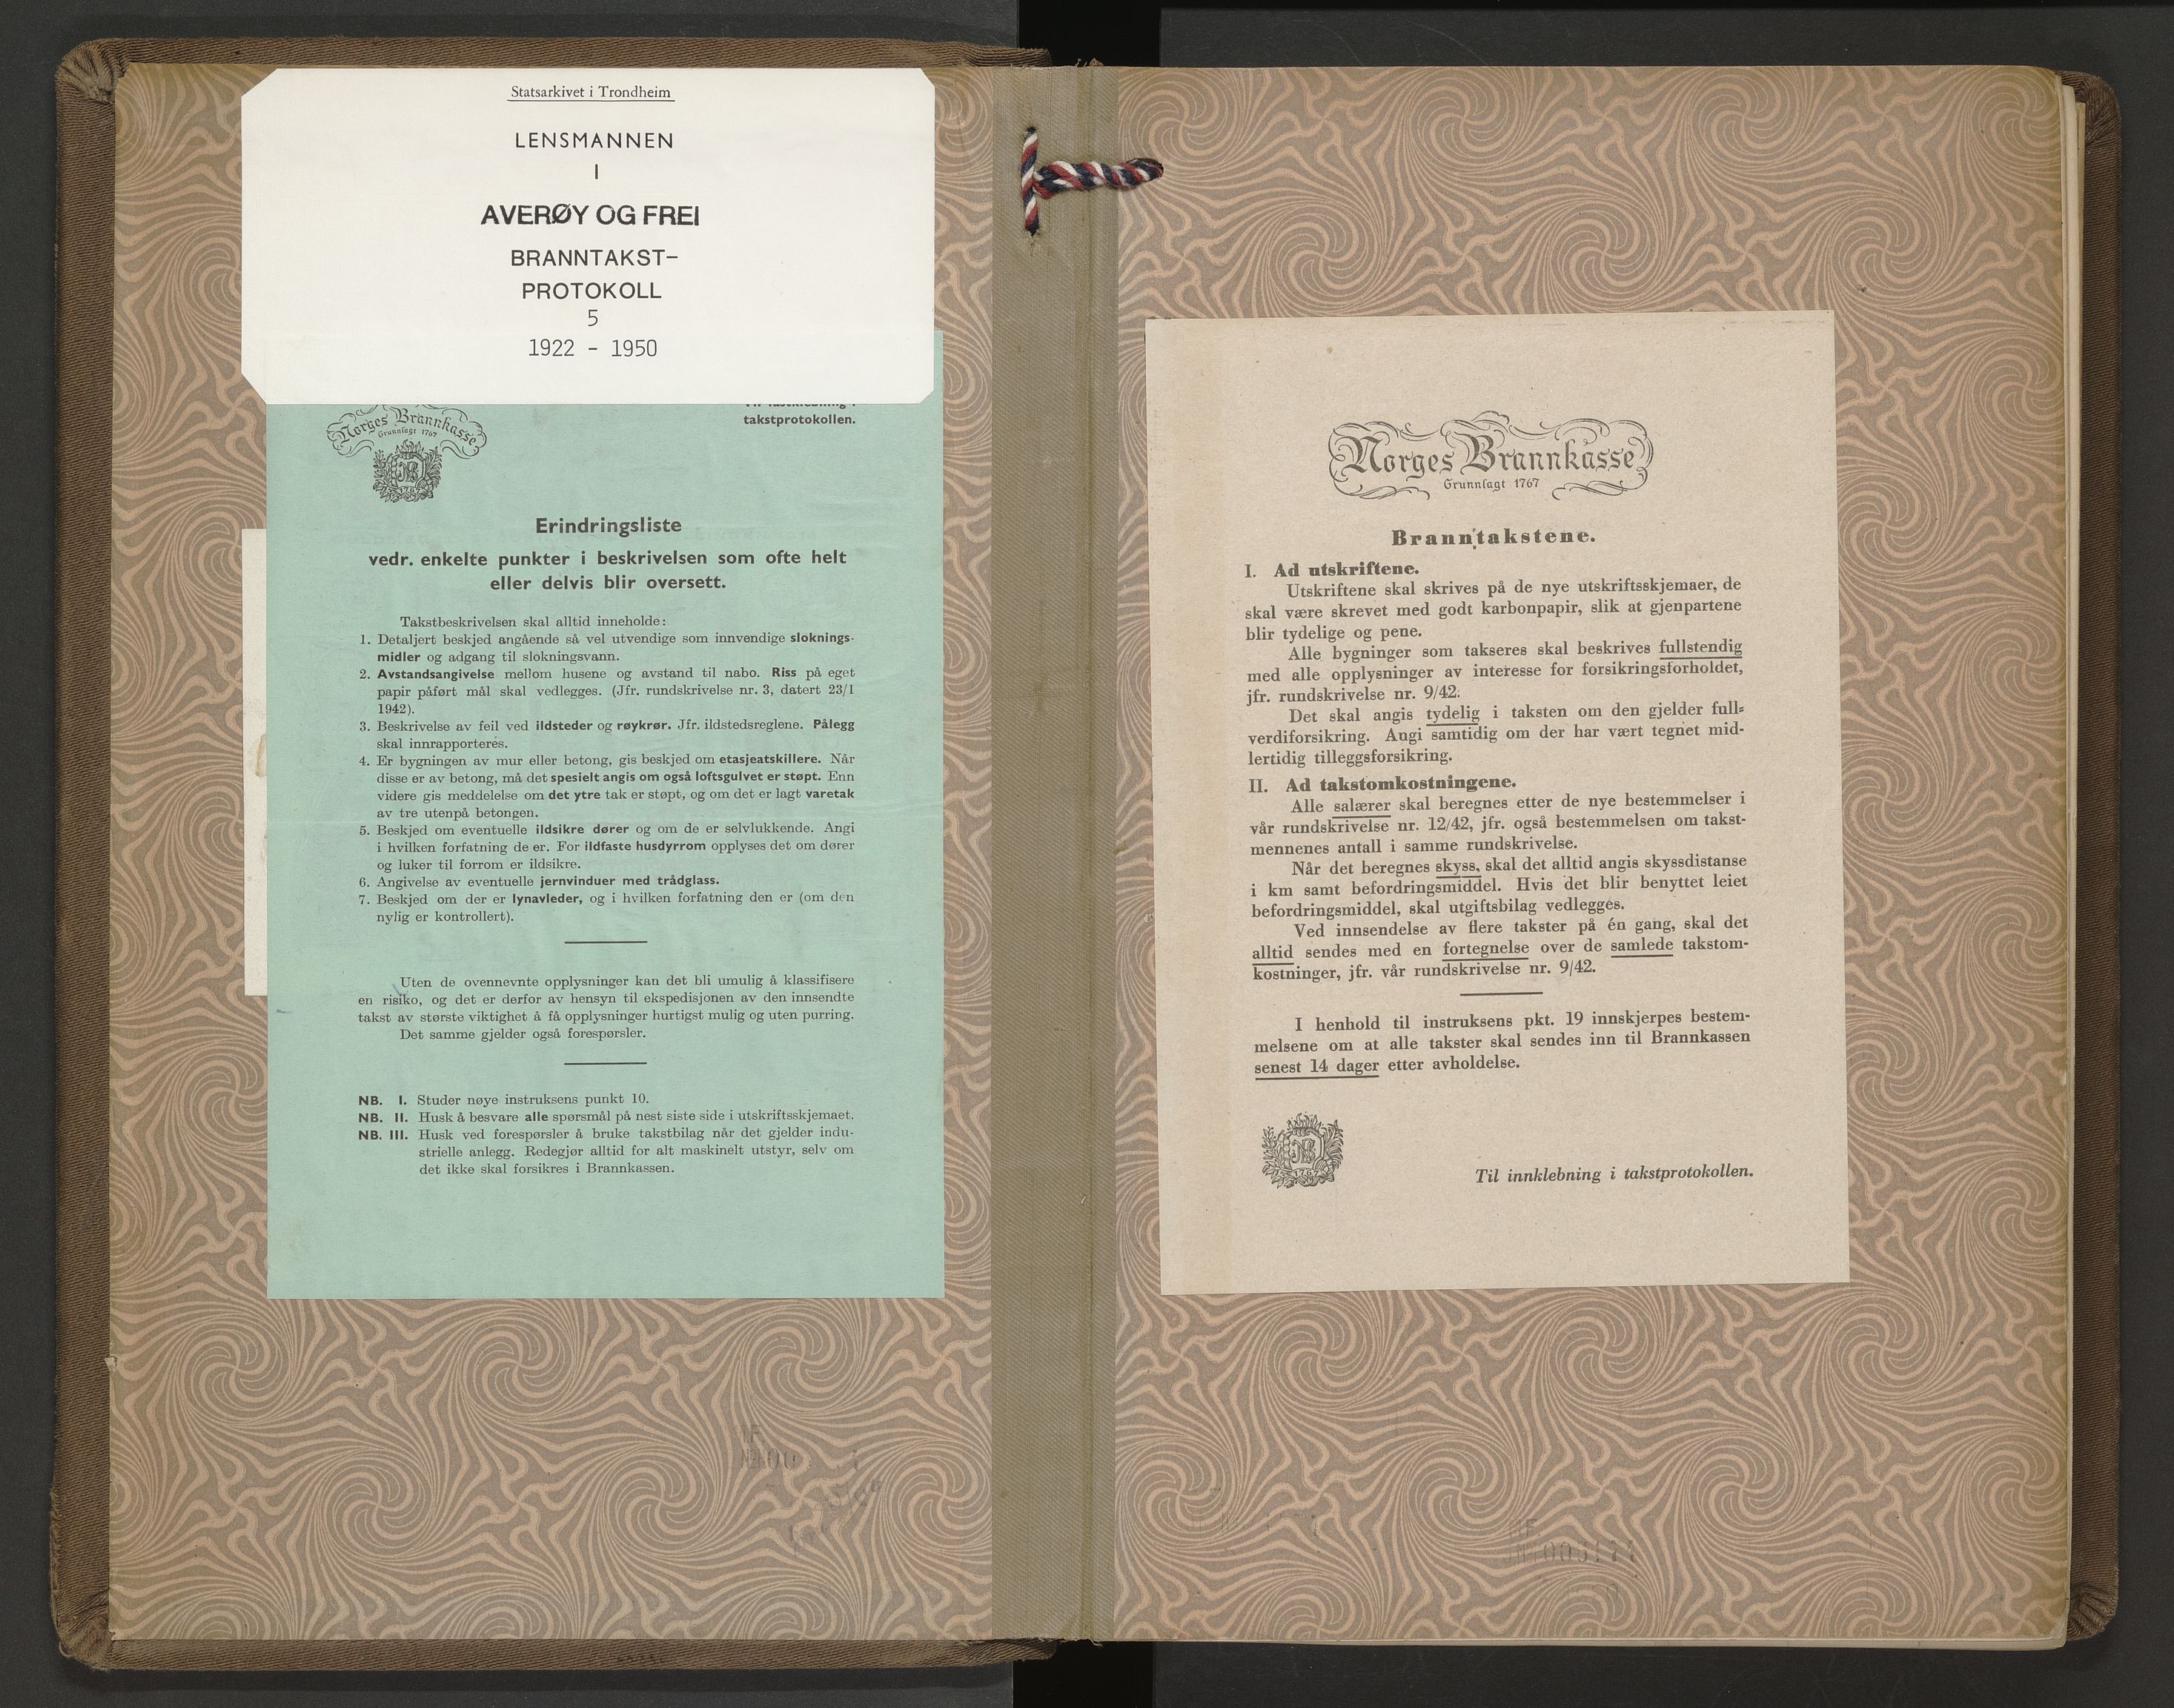 Statsarkivet i Trondheim
LENSMANNEN
I
AVERØY OG FREI
BRANNTAKST-
PROTOKOLL
5
1922 - 1950
takstprotokollen.
Norges Brannkasse
Grunnlagt 1767
NB
1767
Erindringsliste
vedr. enkelte punkter i beskrivelsen som ofte helt
eller delvis blir oversett.
Takstbeskrivelsen skal alltid inneholde:
1. Detaljert beskjed angående så vel utvendige som innvendige sloknings-
midler og adgang til slokningsvann.
2. Avstandsangivelse mellom husene og avstand til nabo. Riss på eget
papir påført mål skal vedlegges. (Jfr. rundskrivelse nr. 3, datert 23/1
1942).
3. Beskrivelse av feil ved ildsteder og røykrør. Jfr. ildstedsreglene. Pålegg
skal innrapporteres.
4. Er bygningen av mur eller betong, gis beskjed om etasjeatskillere. Når
disse er av betong, må det spesielt angis om også loftsgulvet er støpt. Enn
videre gis meddelelse om det ytre tak er støpt, og om det er lagt varetak
av tre utenpå betongen.
5. Beskjed om eventuelle ildsikre dører og om de er selvlukkende. Angi
i hvilken forfatning de er. For ildfaste husdyrrom opplyses det om dører
og luker til forrom er ildsikre.
6. Angivelse av eventuelle jernvinduer med trådglass.
7. Beskjed om der er lynavleder, og i hvilken forfatning den er (om den
nylig er kontrollert).
Uten de ovennevnte opplysninger kan det bli umulig å klassifisere
en risiko, og det er derfor av hensyn til ekspedisjonen av den innsendte
takst av største viktighet å få opplysninger hurtigst mulig og uten purring.
Det samme gjelder også forespørsler.
NB. I. Studer nøye instruksens punkt 10.
NB. II. Husk å besvare alle spørsmål på nest siste side i utskriftsskjemaet.
NB. III. Husk ved forespørsler å bruke takstbilag når det gjelder indu-
strielle anlegg. Redegjør alltid for alt maskinelt utstyr, selv om
det ikke skal forsikres i Brannkassen.
Norges Brannkasse
Grunnlagt 1767
Branntakstene.
I. Ad utskriftene.
Utskriftene skal skrives på de nye utskriftsskjemaer, de
skal være skrevet med godt karbonpapir, slik at gjenpartene
blir tydelige og pene.
Alle bygninger som takseres skal beskrives fullstendig
med alle opplysninger av interesse for forsikringsforholdet,
jfr. rundskrivelse nr. 9/42.
Det skal angis tydelig i taksten om den gjelder full-
verdiforsikring. Angi samtidig om der har vært tegnet mid-
lertidig tilleggsforsikring.
II. Ad takstomkostningene.
Alle salærer skal beregnes etter de nye bestemmelser i
vår rundskrivelse nr. 12/42, jfr. også bestemmelsen om takst-
mennenes antall i samme rundskrivelse.
Når det beregnes skyss, skal det alltid angis skyssdistanse
i km samt befordringsmiddel. Hvis det blir benyttet leiet
befordringsmiddel, skal utgiftsbilag vedlegges.
Ved innsendelse av flere takster på én gang, skal det
alltid sendes med en fortegnelse over de samlede takstom-
kostninger, jfr. vår rundskrivelse nr. 9/42.
I henhold til instruksens pkt. 19 innskjerpes bestem-
melsene om at alle takster skal sendes inn til Brannkassen
senest 14 dager etter avholdelse.
NB
1767
Til innklebning i takstprotokollen.